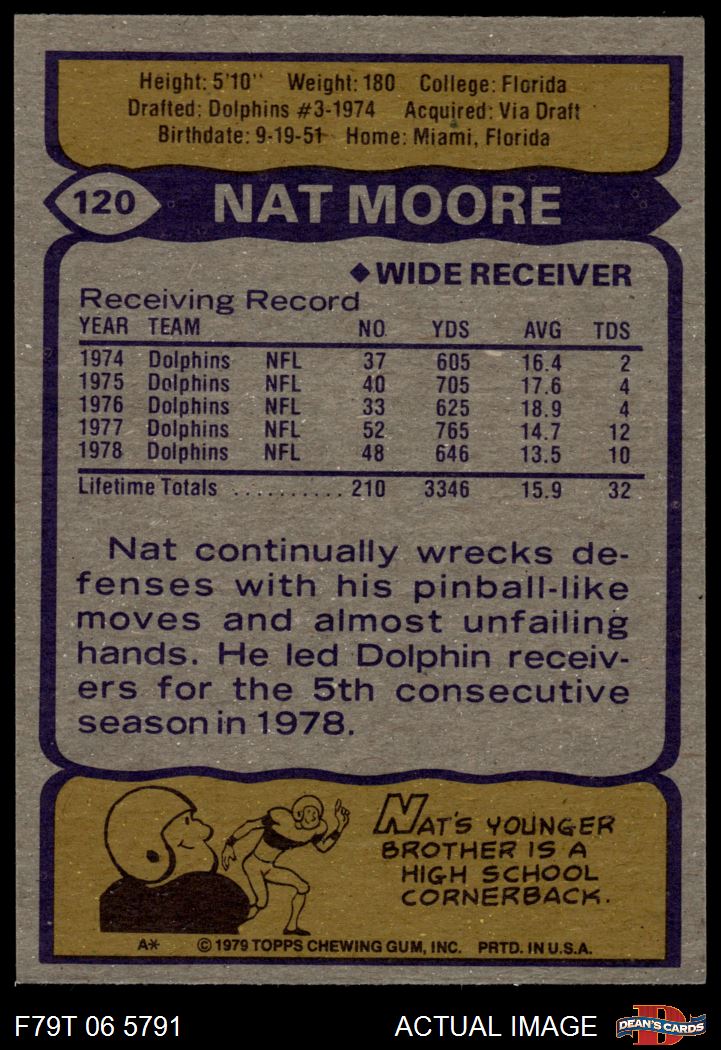 Height: 5'10" Weight: 180 College: Florida
Drafted: Dolphins #3-1974 Acquired: Via Draft
Birthdate: 9-19-51 Home: Miami, Florida
120 NAT MOORE
◆WIDE RECEIVER
Receiving Record
YEAR TEAM NO. YDS AVG TDS
1974 Dolphins NFL 37 605 16.4 2
1975 Dolphins NFL 40 705 17.6 4
1976 Dolphins NFL 33 625 18.9 4
1977 Dolphins NFL 52 765 14.7 12
1978 Dolphins NFL 48 646 13.5 10
Lifetime Totals .......... 210 3346 15.9 32
Nat continually wrecks de-
fenses with his pinball-like
moves and almost unfailing
hands. He led Dolphin receiv-
ers for the 5th consecutive
season in 1978.
NAT'S YOUNGER
BROTHER IS A
HIGH SCHOOL
CORNERBACK.
A* © 1979 TOPPS CHEWING GUM, INC. PRTD. IN U.S.A.
F79T 06 5791 ACTUAL IMAGE D DEAN'S CARDS